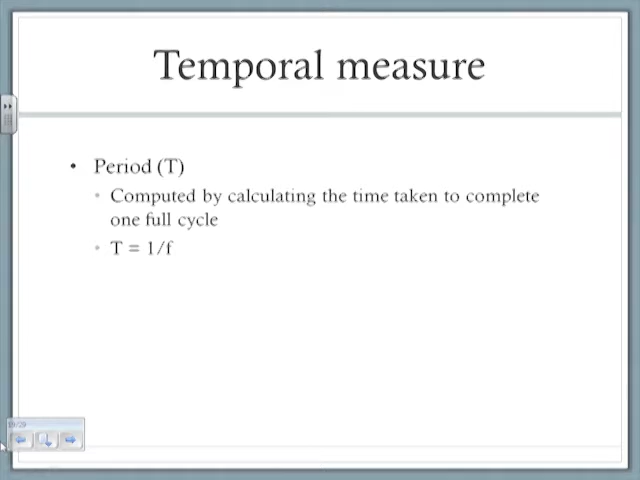 Temporal measure
• Period (T)
• Computed by calculating the time taken to complete
one full cycle
• T = 1/f